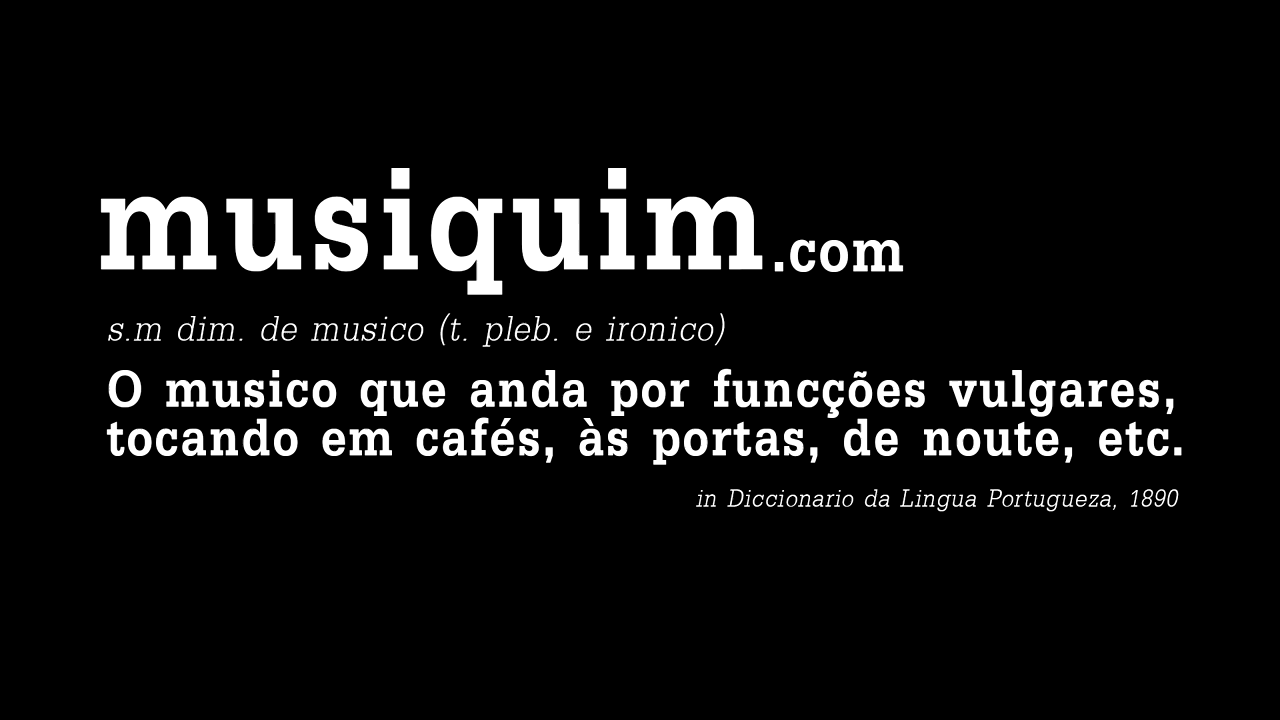 musiquim.com
s.m dim. de musico (t. pleb. e ironico)
O musico que anda por funcções vulgares,
tocando em cafés, às portas, de noute, etc.
in Diccionario da Lingua Portugueza, 1890